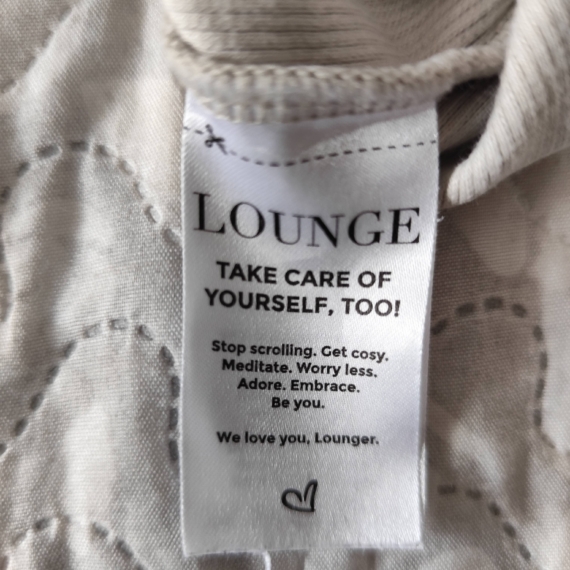 LOUNGE
TAKE CARE OF
YOURSELF, TOO!
Stop scrolling. Get cosy.
Meditate. Worry less.
Adore. Embrace.
Be you.
We love you, Lounger.